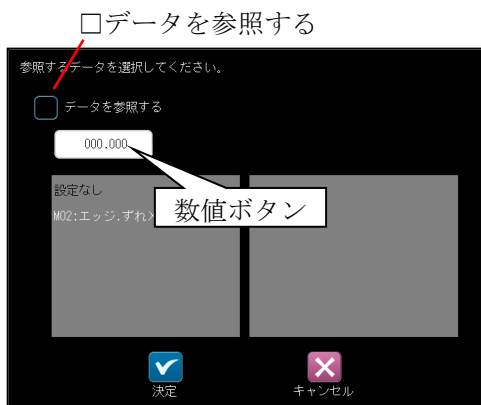 □データを参照する
参照するデータを選択してください。
データを参照する
000.000
設定なし
数値ボタン
M02:エッジ.ずれX
決定
キャンセル